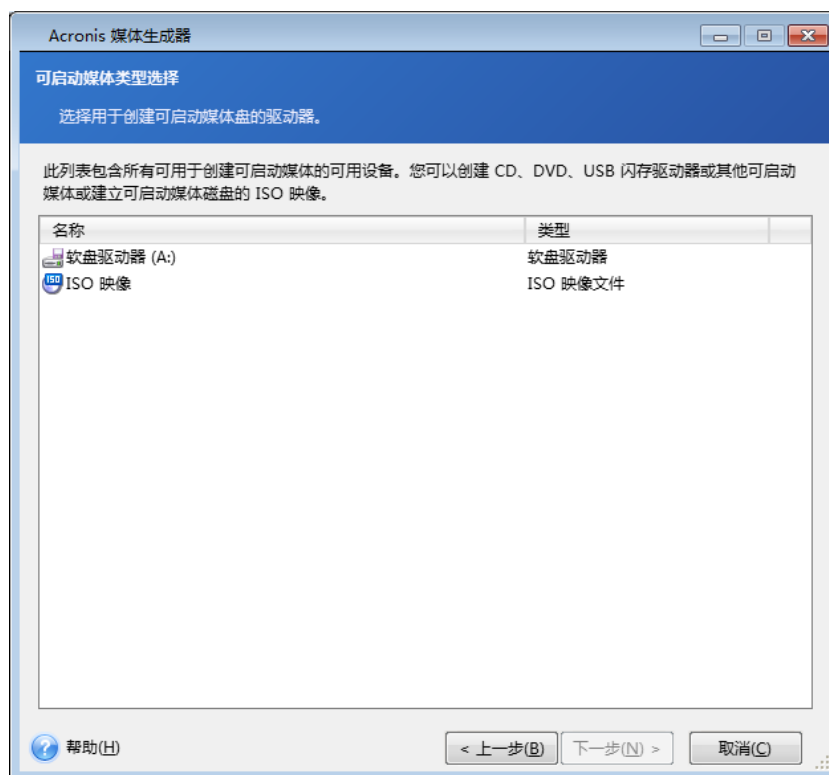 Acronis 媒体生成器
可启动媒体类型选择
选择用于创建可启动媒体盘的驱动器。
此列表包含所有可用于创建可启动媒体的可用设备。您可以创建 CD、DVD、USB 闪存驱动器或其他可启动
媒体或建立可启动媒体磁盘的 ISO 映像。
名称 类型
软盘驱动器 (A:) 软盘驱动器
ISO ISO 映像 ISO 映像文件
帮助(H) < 上一步(B) 下一步(N) > 取消(C)